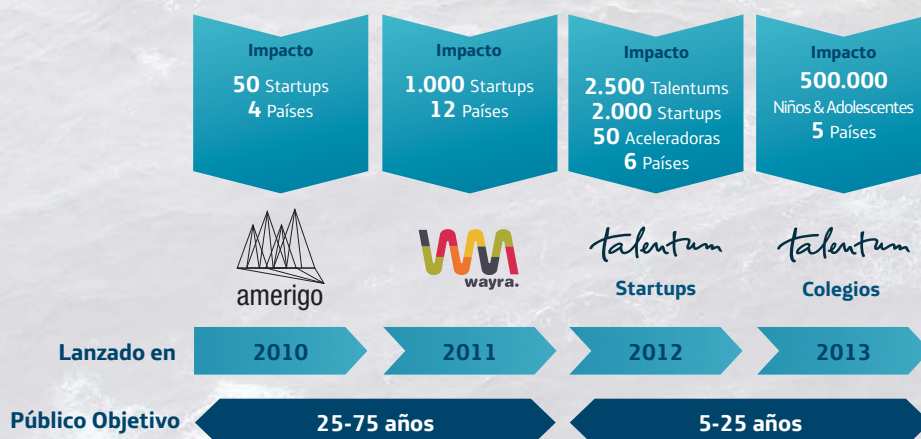 Impacto
50 Startups
4 Países
Impacto
1.000 Startups
12 Países
Impacto
2.500 Talentums
2.000 Startups
50 Aceleradoras
6 Países
Impacto
500.000
Niños & Adolescentes
5 Países
amerigo
wayra.
talentum
Startups
talentum
Colegios
Lanzado en
2010
2011
2012
2013
Público Objetivo
25-75 años
5-25 años